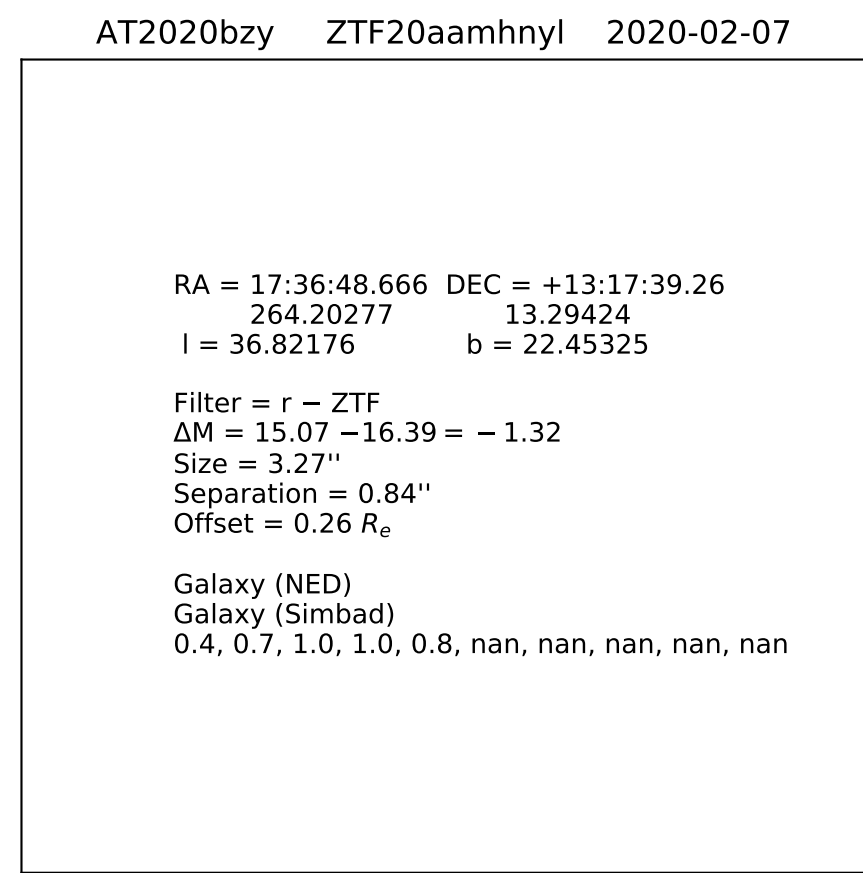 AT2020bzy ZTF20aamhnyl 2020-02-07
RA = 17:36:48.666 DEC = +13:17:39.26
264.20277 13.29424
l = 36.82176 b = 22.45325
Filter = r − ZTF
ΔM = 15.07 −16.39 = − 1.32
Size = 3.27''
Separation = 0.84''
Offset = 0.26 Rₑ
Galaxy (NED)
Galaxy (Simbad)
0.4, 0.7, 1.0, 1.0, 0.8, nan, nan, nan, nan, nan